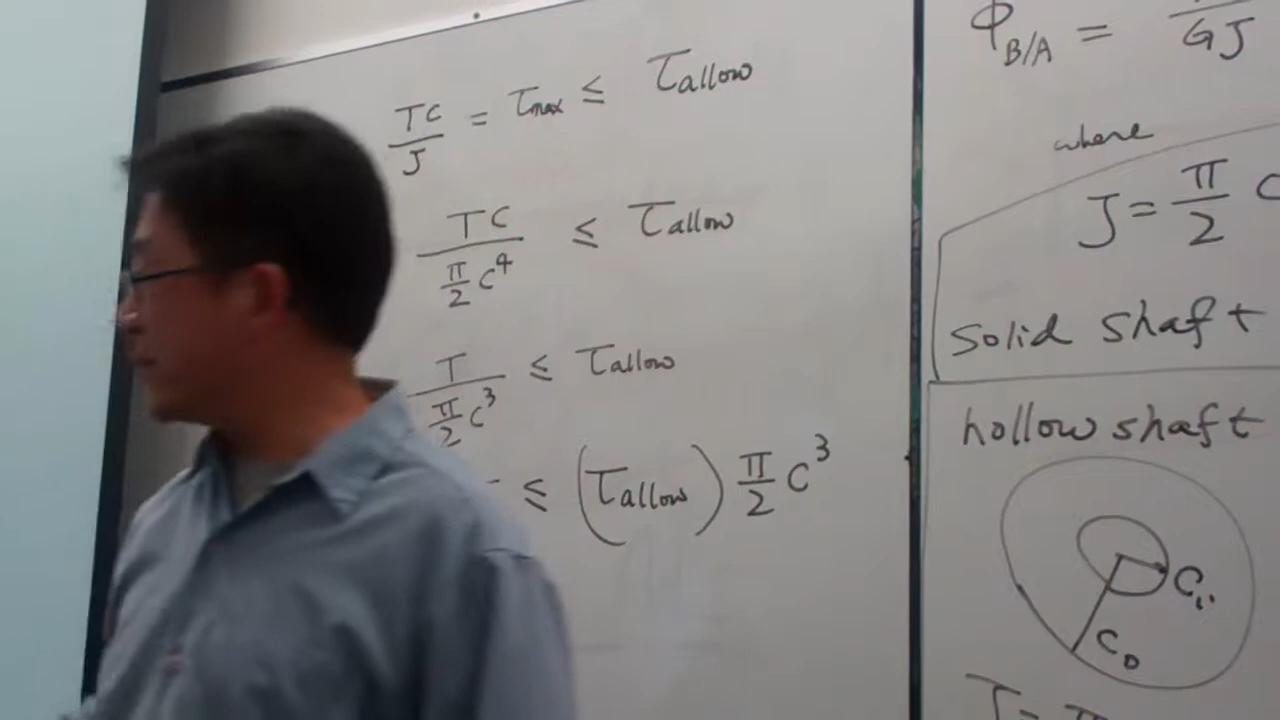 TC/J = τmax ≤ τallow
TC/(π/2 c⁴) ≤ τallow
T/(π/2 c³) ≤ τallow
≤ (τallow) π/2 c³
ϕB/A = /GJ
where
J = π/2 c
solid shaft
hollow shaft
Ci
Co
J = π